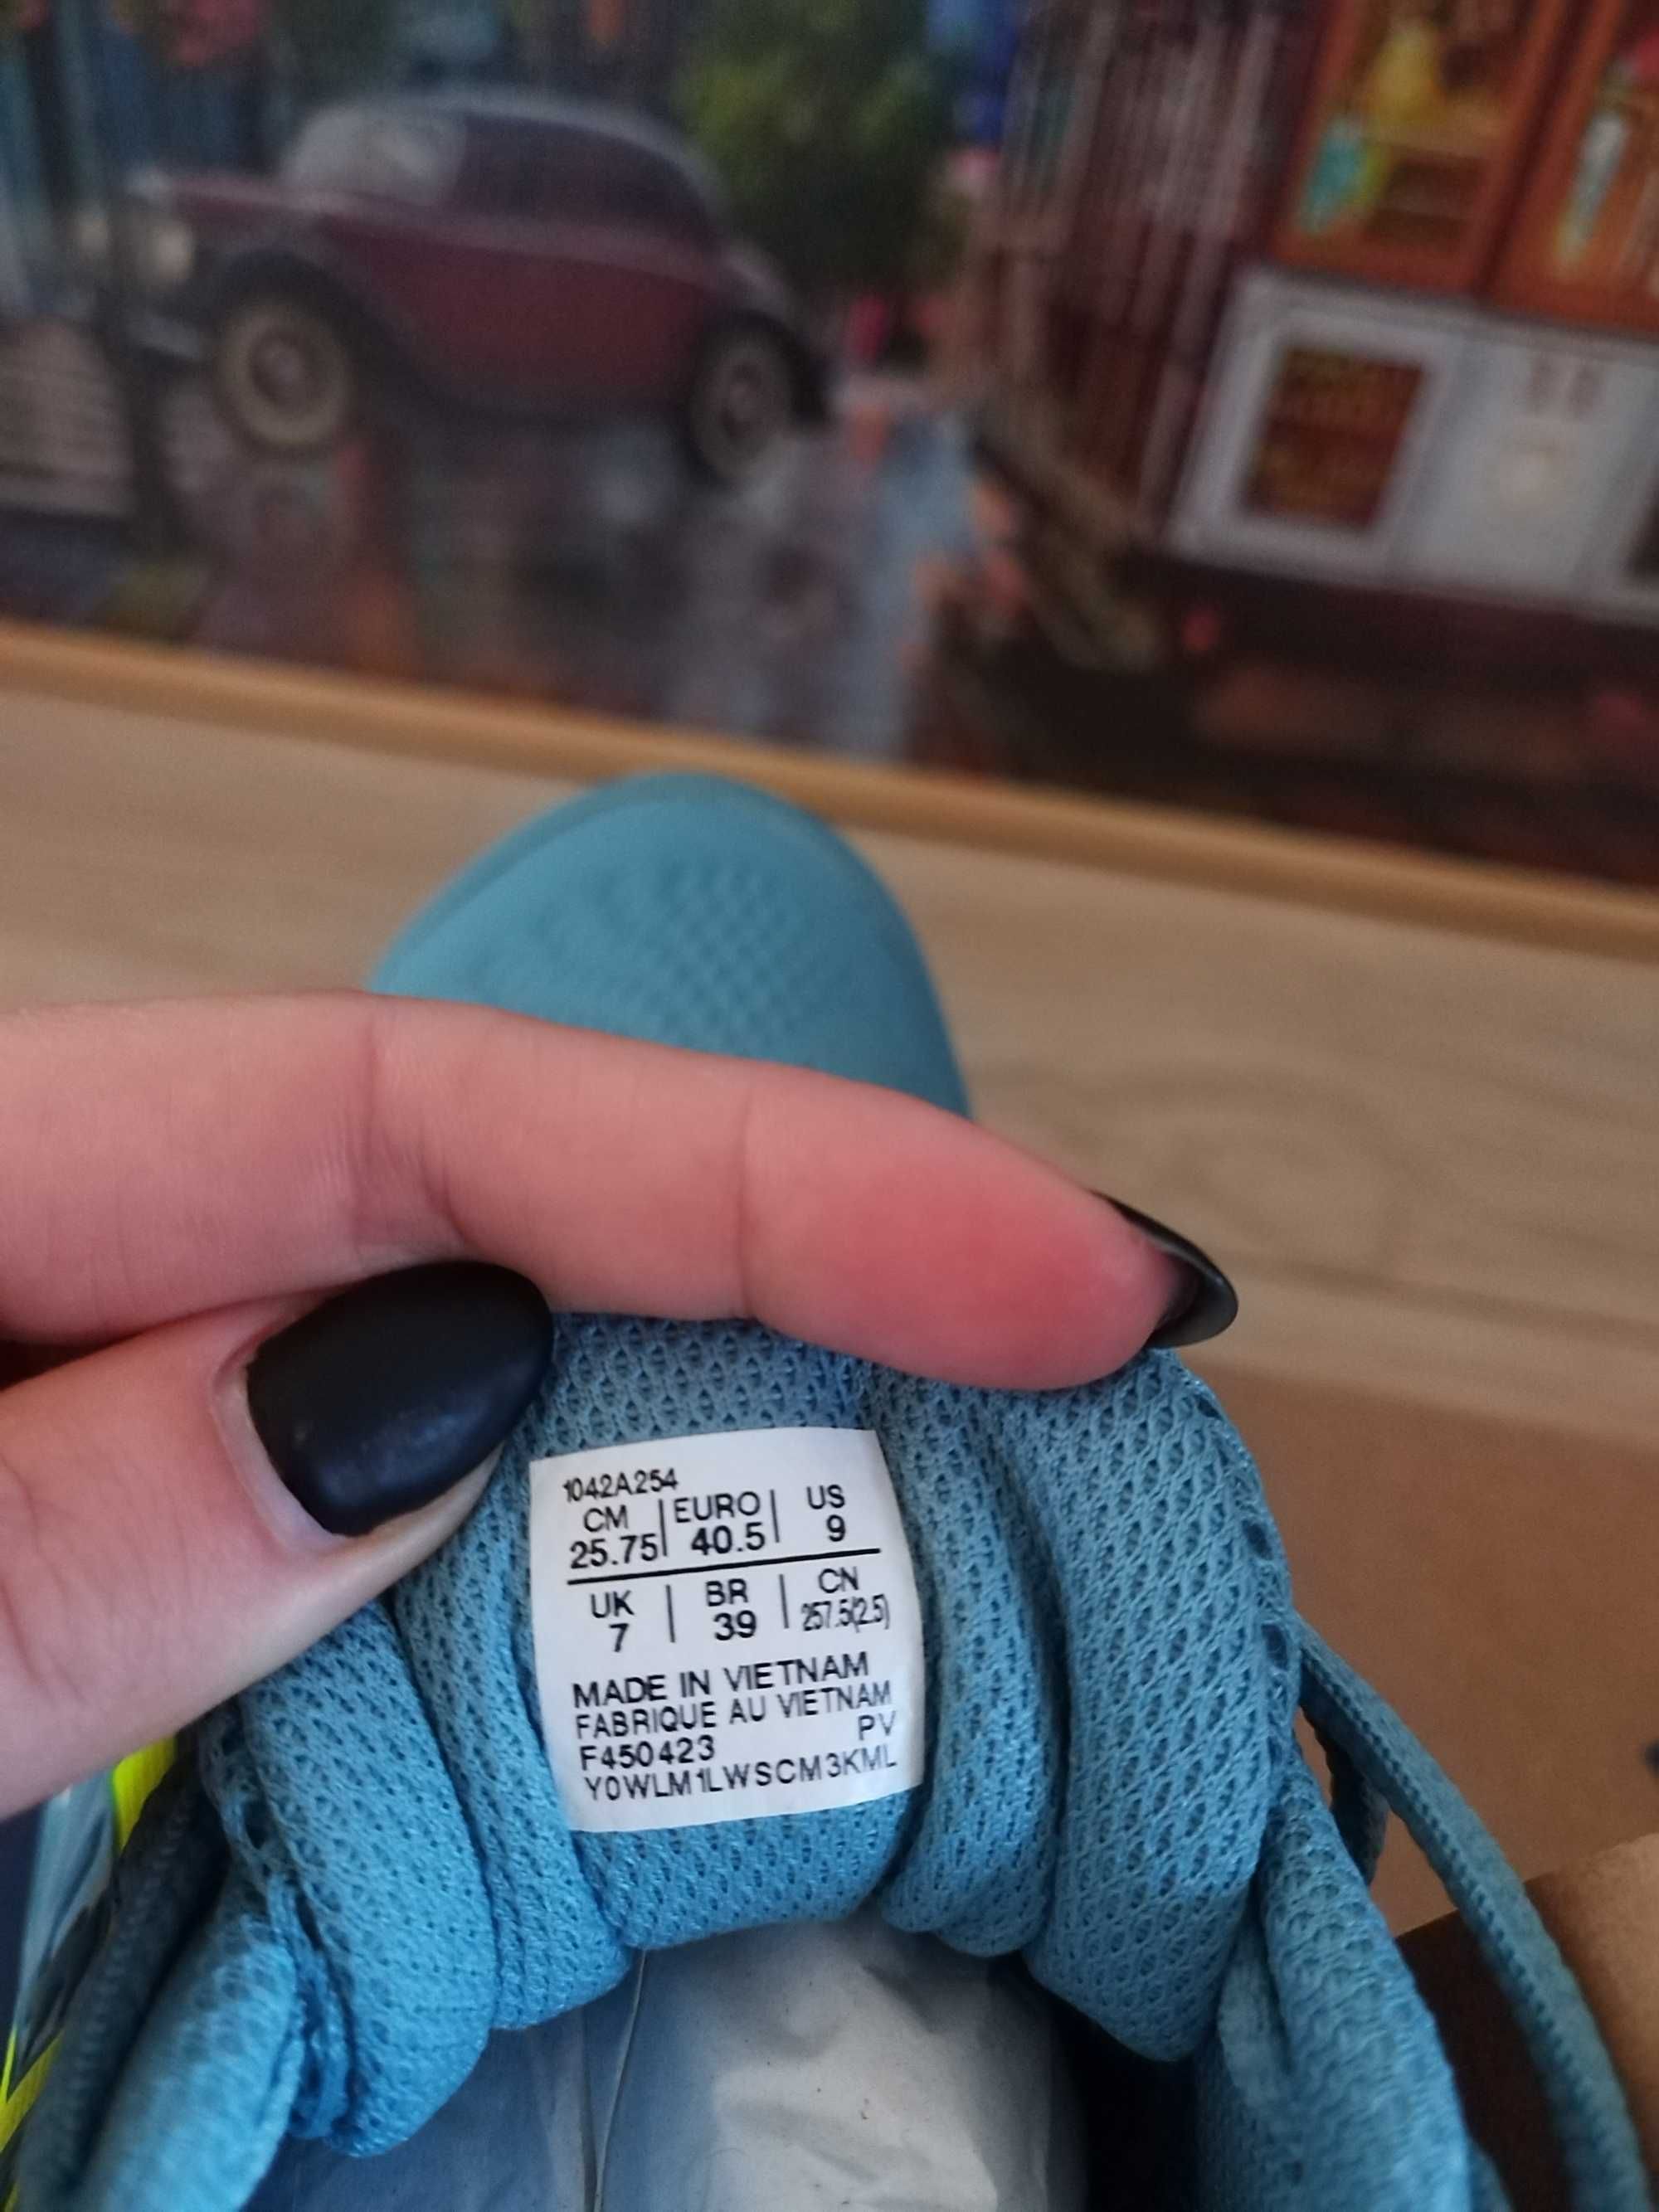 1042A254
CM | EURO | US
25.75 | 40.5 | 9
UK | BR | CN
7 | 39 | 257.5(2.5)
MADE IN VIETNAM
FABRIQUE AU VIETNAM
F450423 PV
Y0WLM1LWSCM3KML